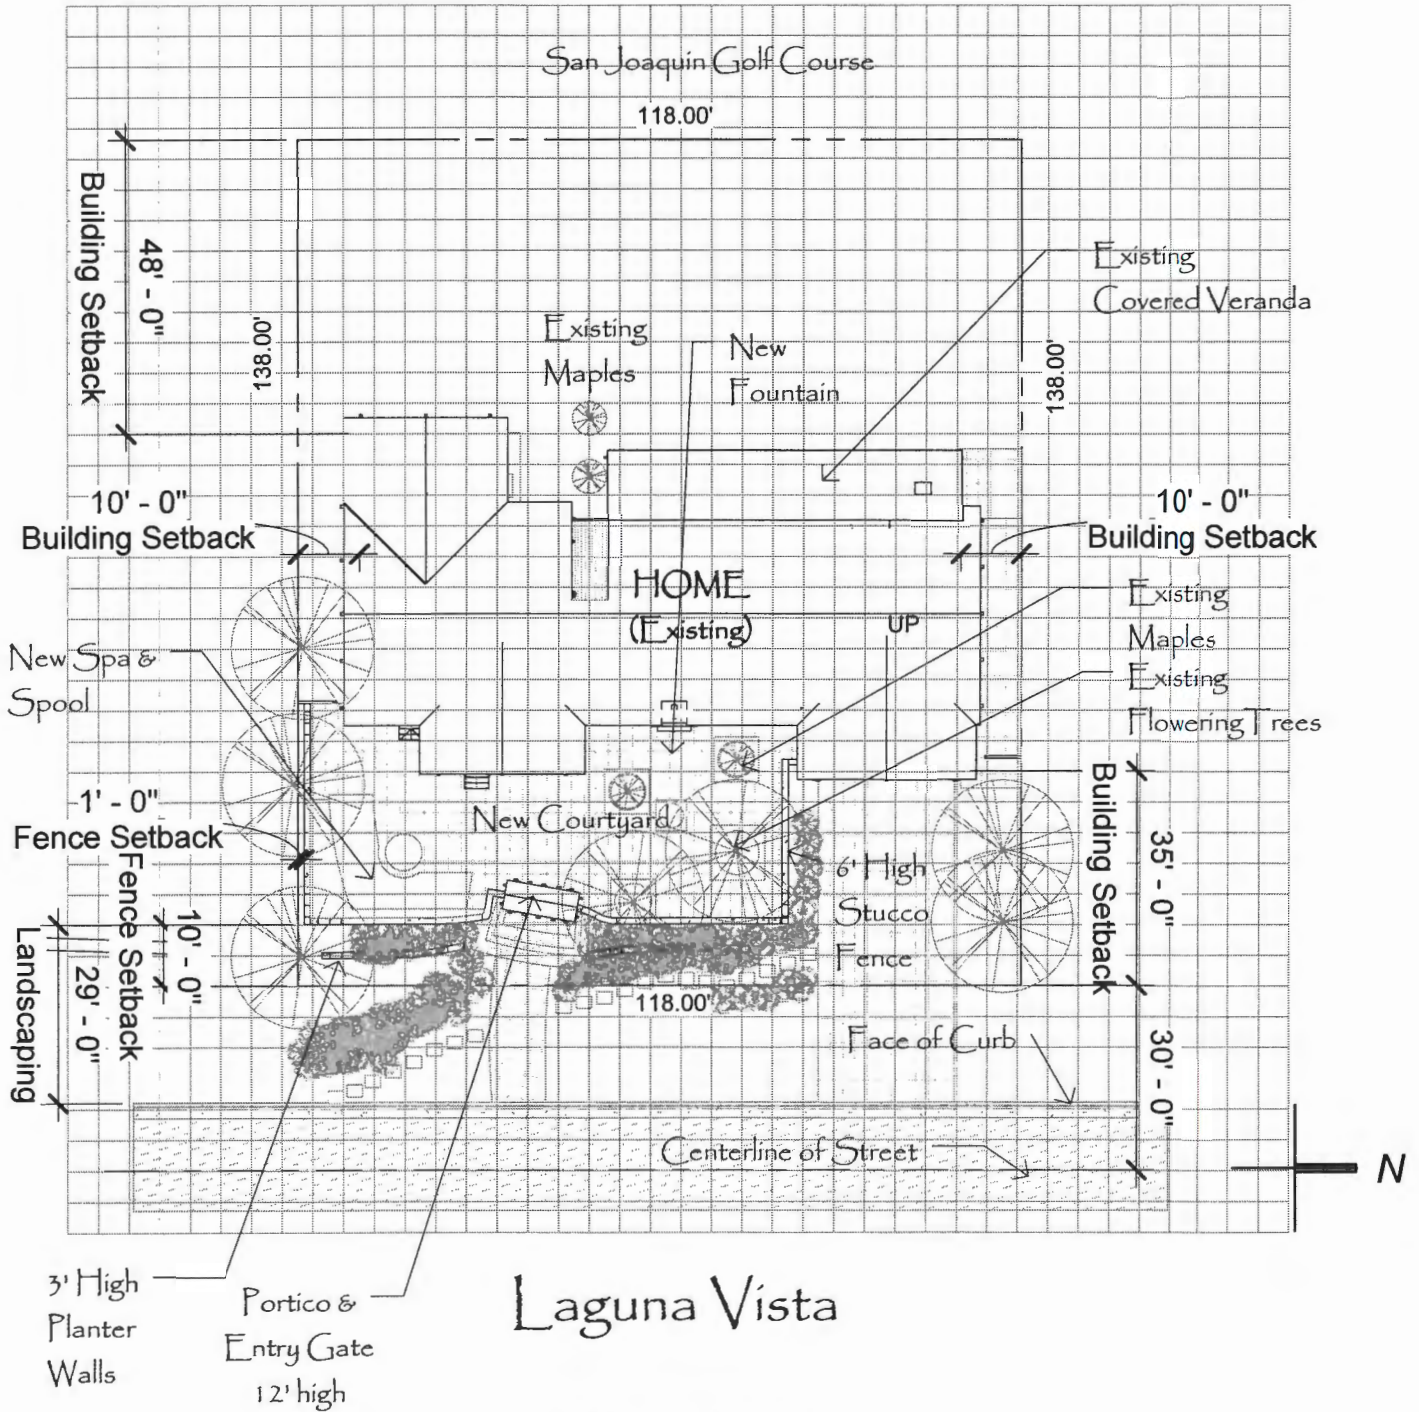 San Joaquin Golf Course
118.00'
Building Setback
48' - 0"
138.00'
Existing
Maples
New
Fountain
Existing
Covered Veranda
138.00'
10' - 0"
Building Setback
10' - 0"
Building Setback
HOME
(Existing)
UP
Existing
Maples
Existing
Flowering Trees
New Spa &
Spool
1' - 0"
Fence Setback
New Courtyard
6' High
Stucco
Fence
Building Setback
35' - 0"
Fence Setback
10' - 0"
Landscaping
29' - 0"
118.00'
Face of Curb
30' - 0"
Centerline of Street
N
3' High
Planter
Walls
Portico &
Entry Gate
12' high
Laguna Vista